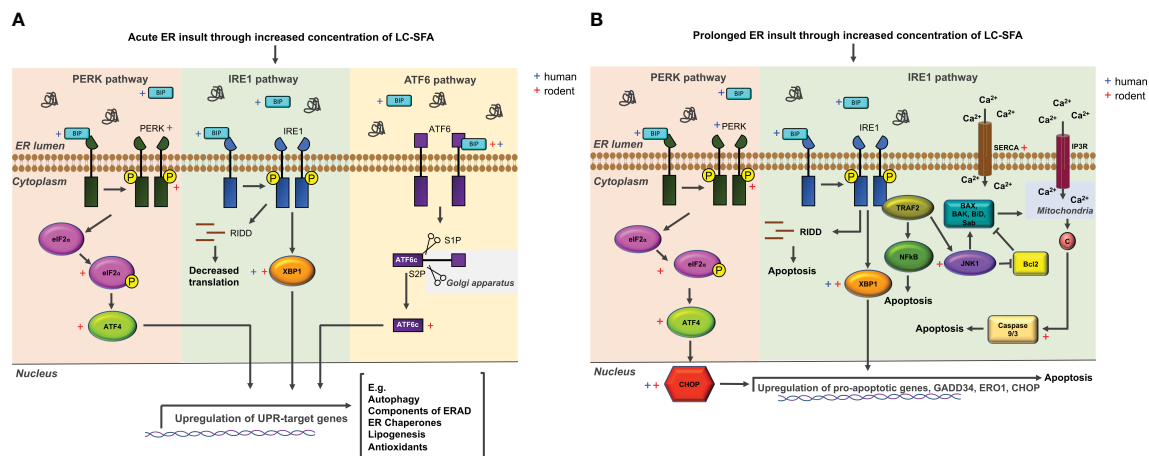 A
Acute ER insult through increased concentration of LC-SFA
PERK pathway
IRE1 pathway
ATF6 pathway
+ human
+ rodent
+ BIP
+ BIP
+ BIP
+ BIP
PERK +
+ BIP
IRE1
ATF6
BIP ++
ER lumen
Cytoplasm
P
P
+
P
P
eIF2α
+ eIF2α
P
+ ATF4
RIDD
Decreased
translation
++ XBP1
S1P
ATF6c
S2P
Golgi apparatus
ATF6c +
Nucleus
Upregulation of UPR-target genes
E.g.
Autophagy
Components of ERAD
ER Chaperones
Lipogenesis
Antioxidants
B
Prolonged ER insult through increased concentration of LC-SFA
PERK pathway
IRE1 pathway
+ human
+ rodent
+ BIP
+ BIP
+ BIP
+PERK
+ BIP
IRE1
Ca²⁺
Ca²⁺
Ca²⁺
Ca²⁺
Ca²⁺
Ca²⁺
SERCA +
IP3R
ER lumen
Cytoplasm
P
P
+
P
P
Ca²⁺
Ca²⁺
Ca²⁺
Ca²⁺
Ca²⁺
Mitochondria
TRAF2
BAX,
BAK, BiD,
Sab
eIF2α
+ eIF2α
P
+ ATF4
RIDD
Apoptosis
NFkB
Apoptosis
+ JNK1
Bcl2
C
++ XBP1
Apoptosis
Caspase
9/3
+
Nucleus
++ CHOP
Upregulation of pro-apoptotic genes, GADD34, ERO1, CHOP
Apoptosis